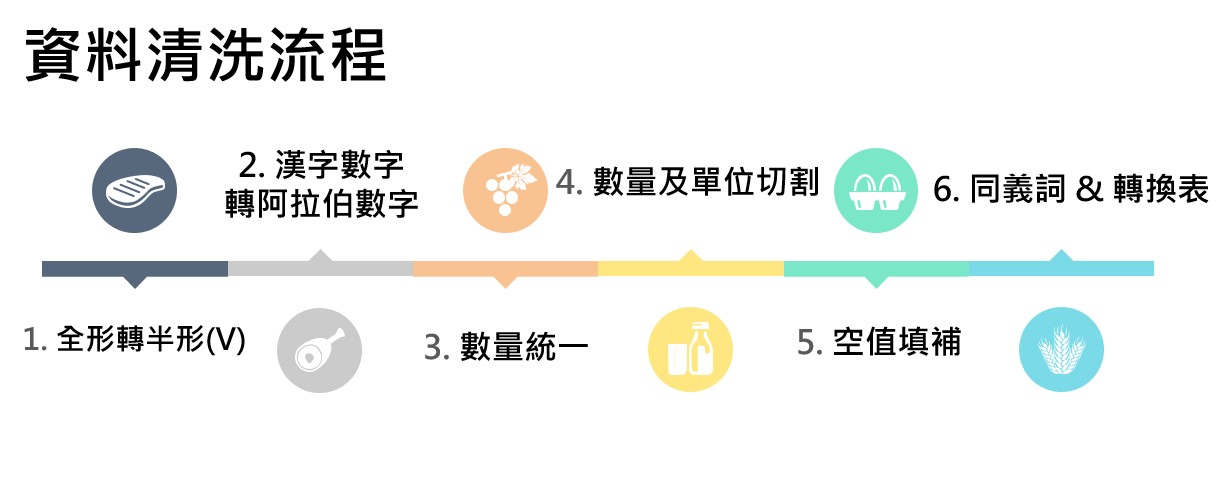 資料清洗流程
1. 全形轉半形(V)
2. 漢字數字
轉阿拉伯數字
3. 數量統一
4. 數量及單位切割
5. 空值填補
6. 同義詞 & 轉換表